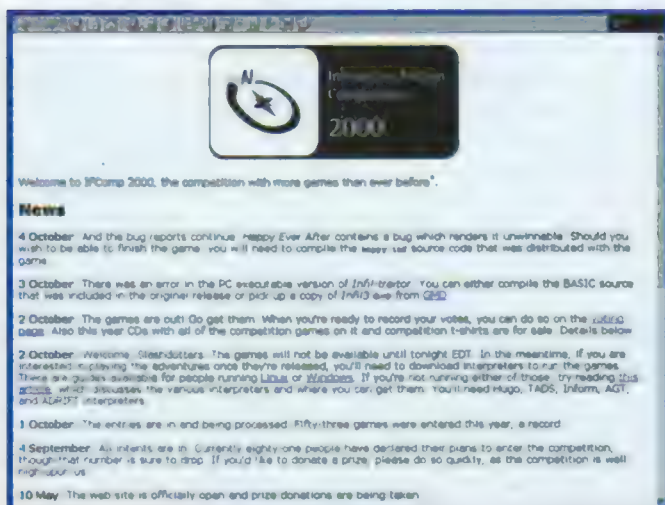 N
Interactive Fiction
Competition
2000
Welcome to IFComp 2000, the competition with more games than ever before*.
News
4 October And the bug reports continue. Happy Ever After contains a bug which renders it unwinnable. Should you
wish to be able to finish the game, you will need to compile the source code that was distributed with the
game.
3 October There was an error in the PC executable version of Infil-traitor. You can either compile the BASIC source
that was included in the original release or pick up a copy of from GMD
2 October The games are out! Go get them. When you're ready to record your votes, you can do so on the voting
page. Also this year CDs with all of the competition games on it and competition t-shirts are for sale. Details below.
2 October Welcome, Slashdotters. The games will not be available until tonight EDT. In the meantime, if you are
interested in playing the adventures once they're released, you'll need to download interpreters to run the games.
There are guides available for people running Linux or Windows. If you're not running either of those, try reading this
article, which discusses the various interpreters and where you can get them. You'll need Hugo, TADS, Inform, AGT,
and ADRIFT interpreters.
1 October The entries are in and being processed. Fifty-three games were entered this year, a record.
4 September All intents are in. Currently eighty-one people have declared their plans to enter the competition,
though that number is sure to drop. If you'd like to donate a prize, please do so quickly, as the competition is well
nigh upon us.
10 May The web site is officially open and prize donations are being taken.